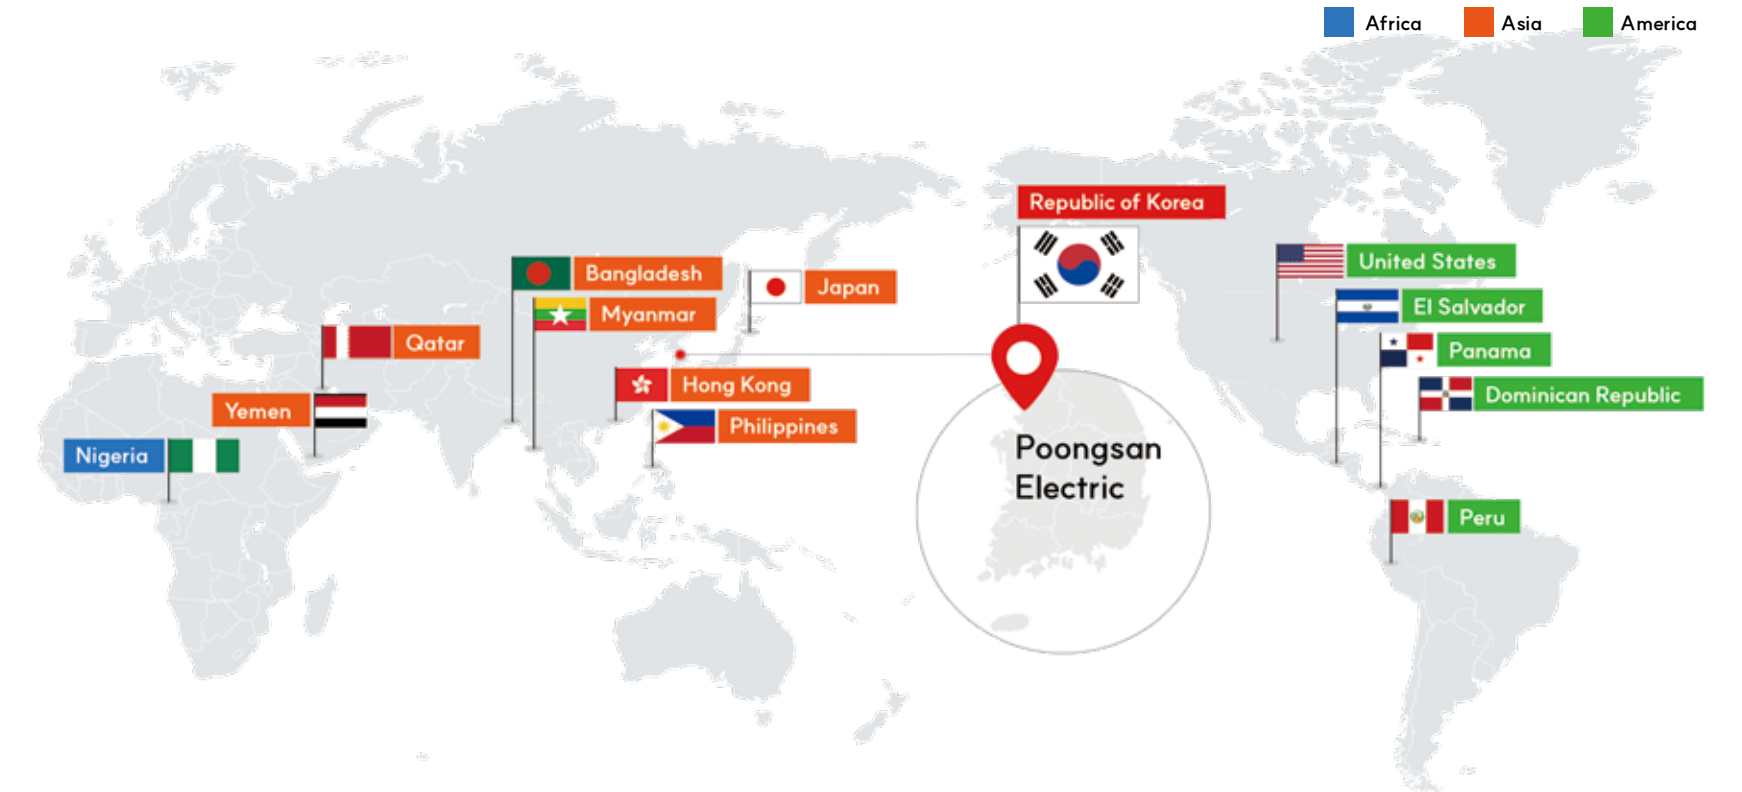 Africa
Asia
America
Republic of Korea
United States
Bangladesh
Japan
El Salvador
Myanmar
Qatar
Panama
Hong Kong
Dominican Republic
Yemen
Philippines
Nigeria
Poongsan
Electric
Peru